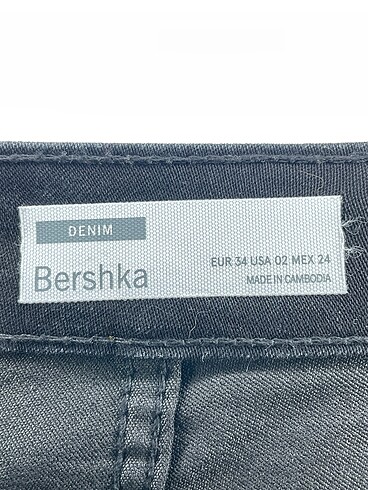 DENIM
Bershka
EUR 34 USA 02 MEX 24
MADE IN CAMBODIA